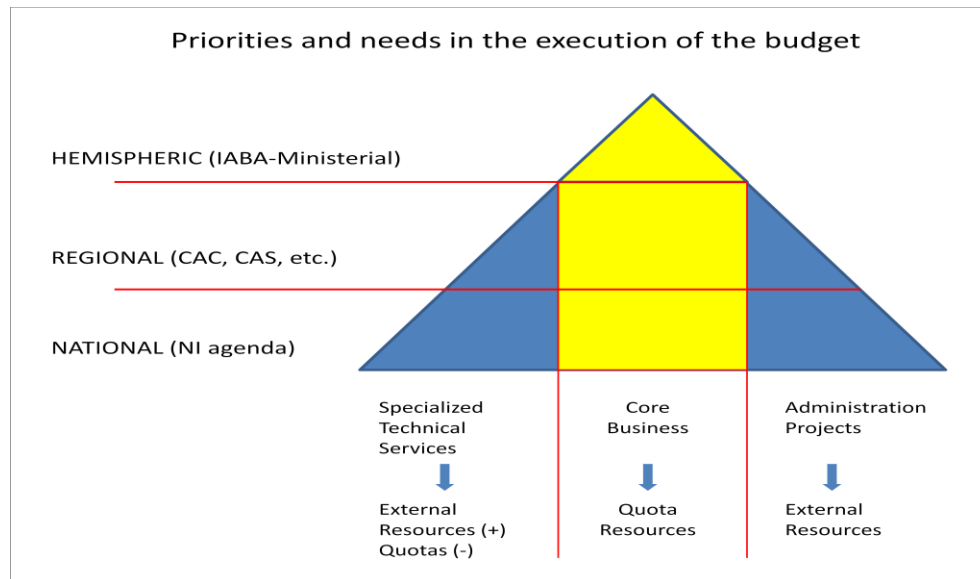 Priorities and needs in the execution of the budget
HEMISPHERIC (IABA-Ministerial)
REGIONAL (CAC, CAS, etc.)
NATIONAL (NI agenda)
Specialized
Technical
Services
External
Resources (+)
Quotas (-)
Core
Business
Quota
Resources
Administration
Projects
External
Resources